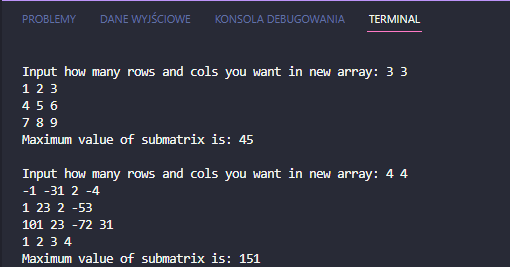 PROBLEMY DANE WYJŚCIOWE KONSOLA DEBUGOWANIA TERMINAL
Input how many rows and cols you want in new array: 3 3
1 2 3
4 5 6
7 8 9
Maximum value of submatrix is: 45
Input how many rows and cols you want in new array: 4 4
-1 -31 2 -4
1 23 2 -53
101 23 -72 31
1 2 3 4
Maximum value of submatrix is: 151